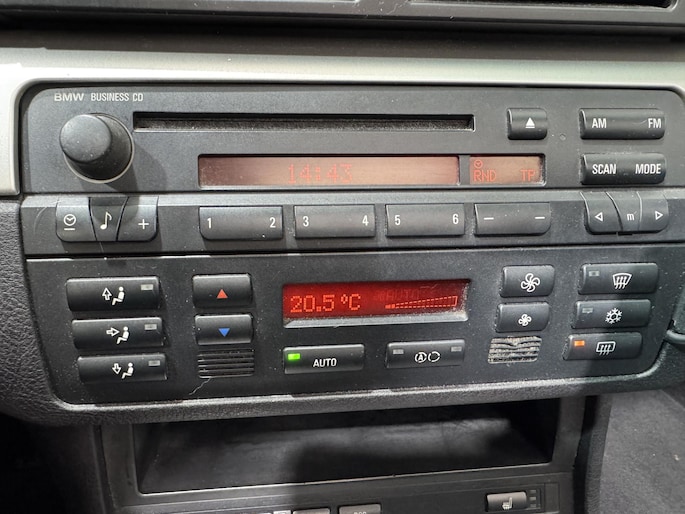 BMW BUSINESS CD
AM FM
14:43
RND TP
SCAN MODE
+
1 2
3 4
5 6
- -
m
20.5°C
AUTO
A